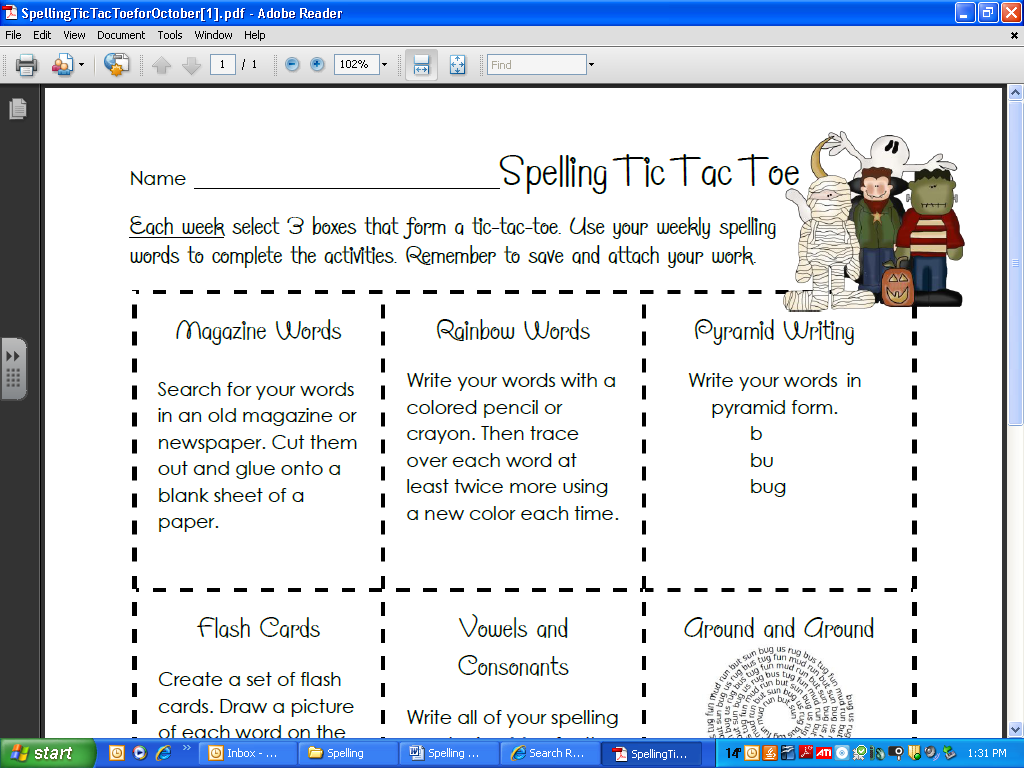 SpellingTicTacToeforOctober[1].pdf - Adobe Reader
File Edit View Document Tools Window Help
1 / 1 102% Find
Name Spelling Tic Tac Toe
Each week select 3 boxes that form a tic-tac-toe. Use your weekly spelling
words to complete the activities. Remember to save and attach your work.
Magazine Words
Search for your words
in an old magazine or
newspaper. Cut them
out and glue onto a
blank sheet of a
paper.
Rainbow Words
Write your words with a
colored pencil or
crayon. Then trace
over each word at
least twice more using
a new color each time.
Pyramid Writing
Write your words in
pyramid form.
b
bu
bug
Flash Cards
Create a set of flash
cards. Draw a picture
of each word on the
Vowels and
Consonants
Write all of your spelling
Around and Around
start Inbox - ... Spelling Spelling ... Search R... SpellingTi... 14° ATI 1:31 PM